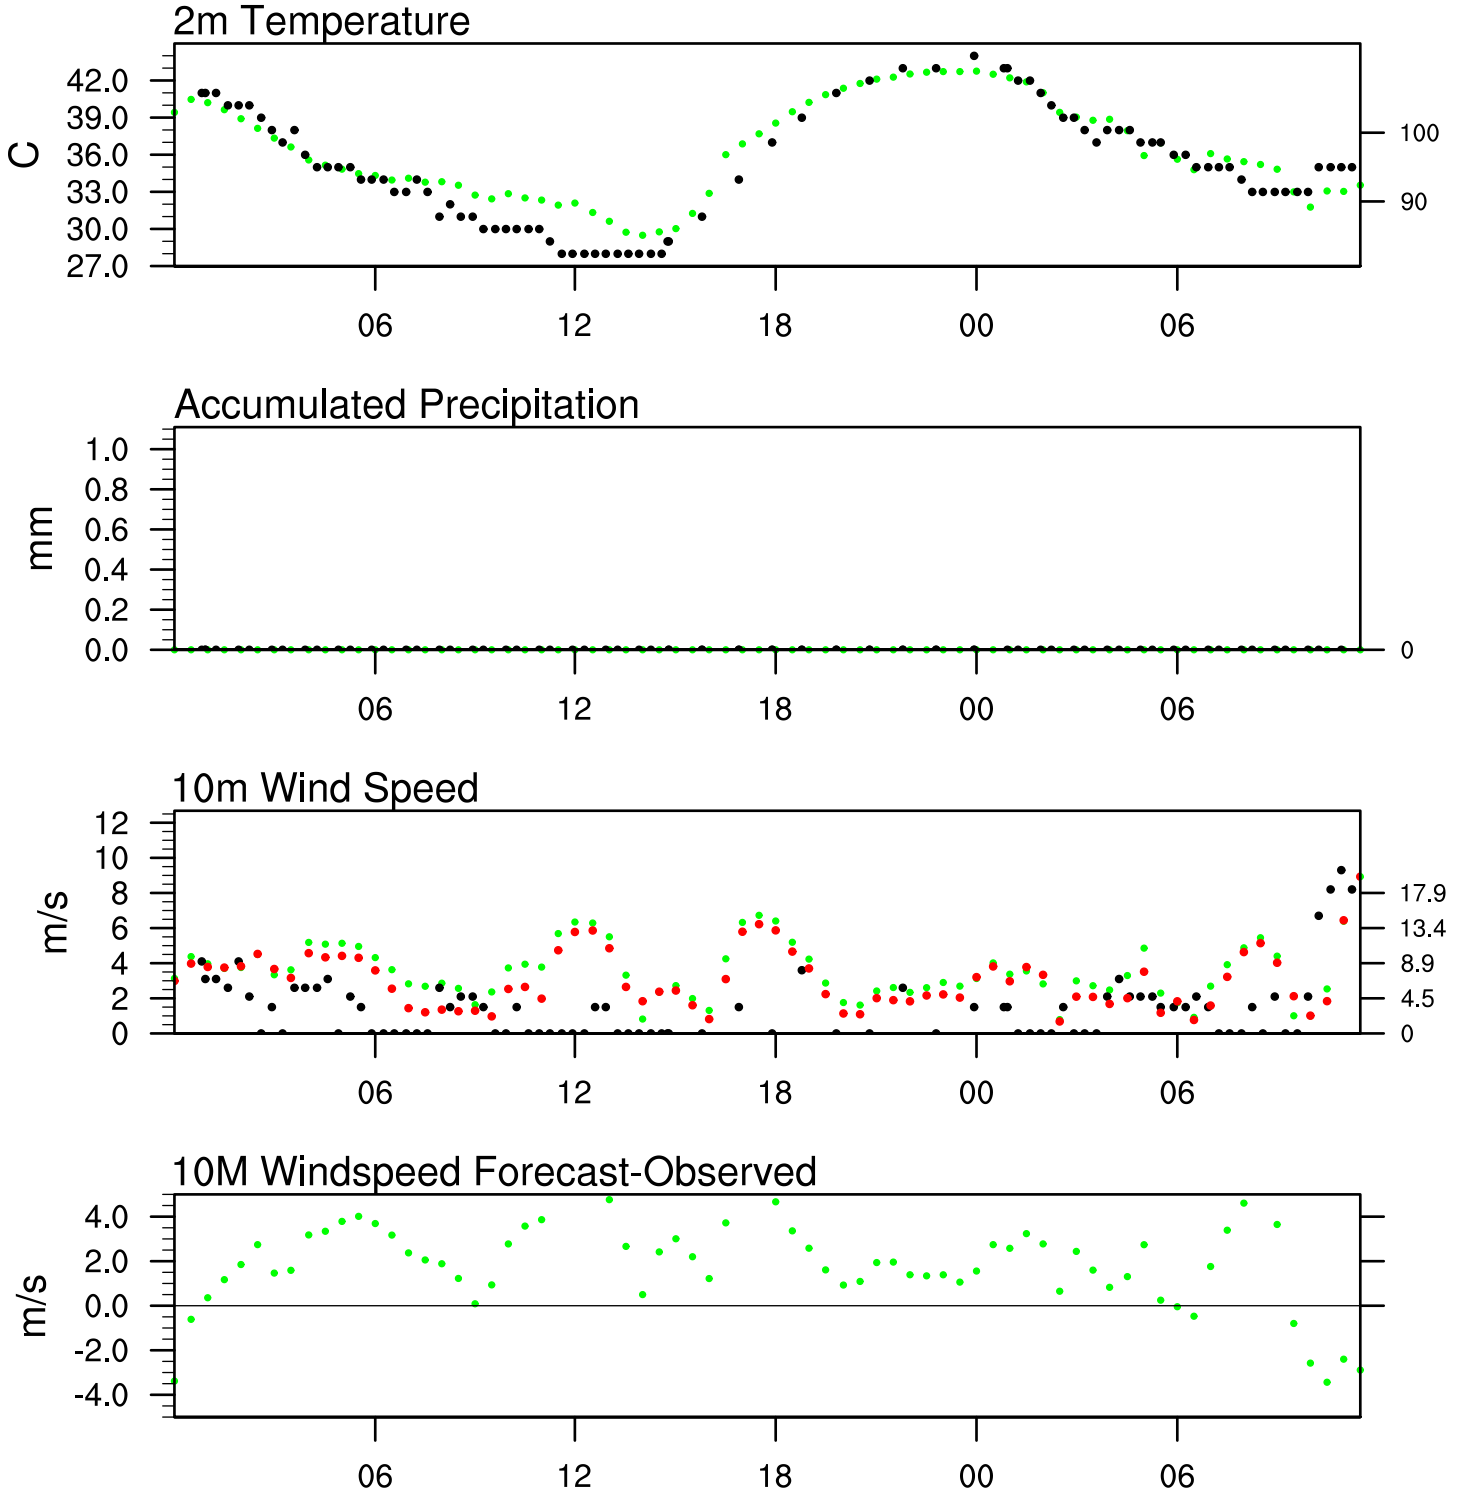 2m Temperature
C
42.0
39.0
36.0
33.0
30.0
27.0
100
90
06 12 18 00 06
Accumulated Precipitation
mm
1.0
0.8
0.6
0.4
0.2
0.0
0
06 12 18 00 06
10m Wind Speed
m/s
12
10
8
6
4
2
0
17.9
13.4
8.9
4.5
0
06 12 18 00 06
10M Windspeed Forecast-Observed
m/s
4.0
2.0
0.0
-2.0
-4.0
06 12 18 00 06